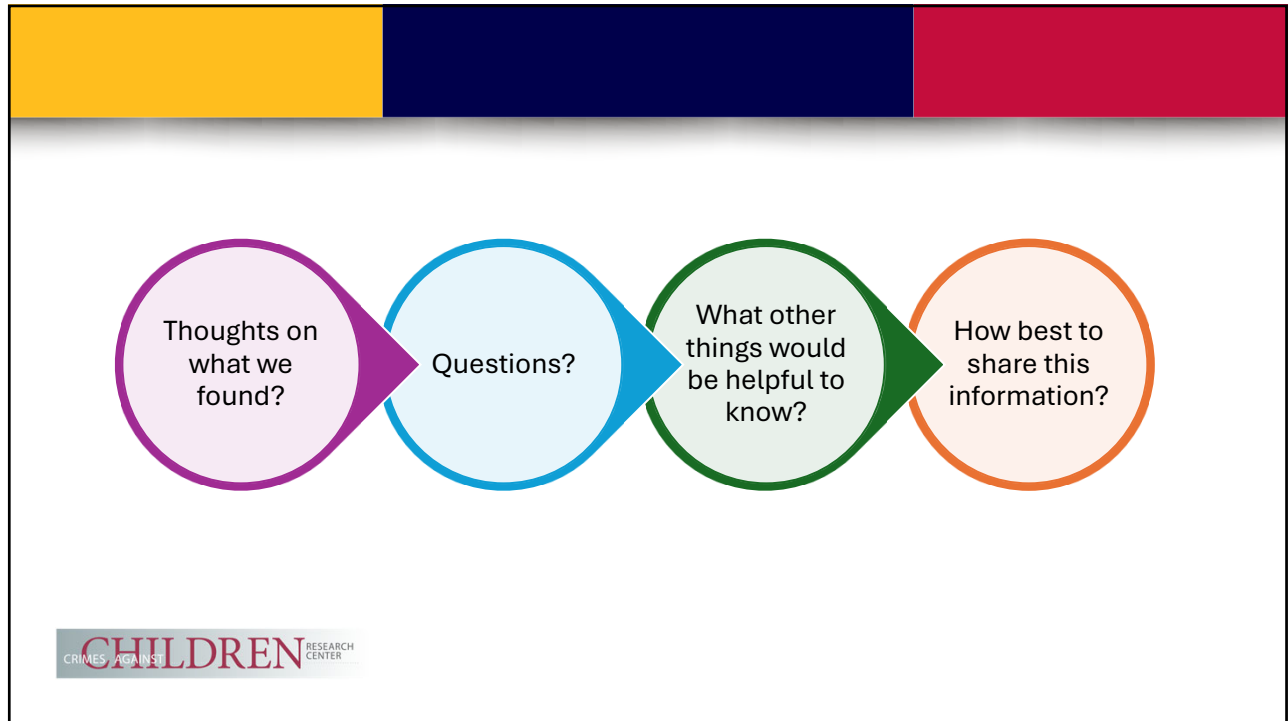 Thoughts on
what we
found?
Questions?
What other
things would
be helpful to
know?
How best to
share this
information?
CRIMES AGAINST CHILDREN RESEARCH
CENTER